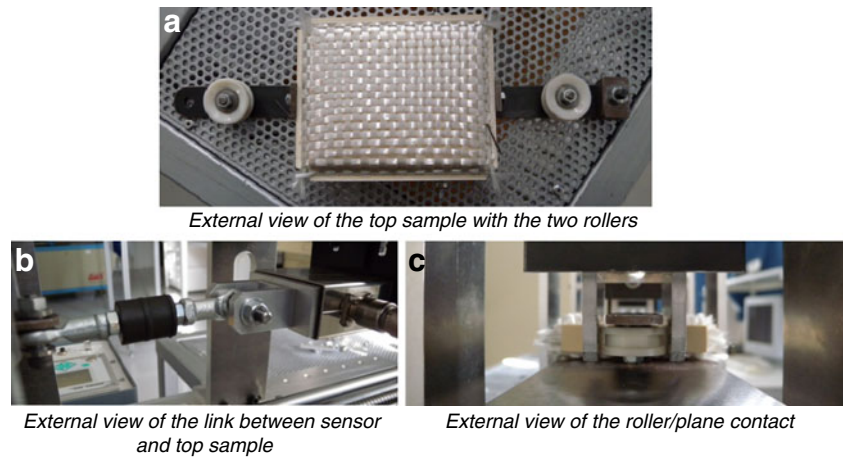 a
External view of the top sample with the two rollers
b
c
External view of the link between sensor
and top sample
External view of the roller/plane contact